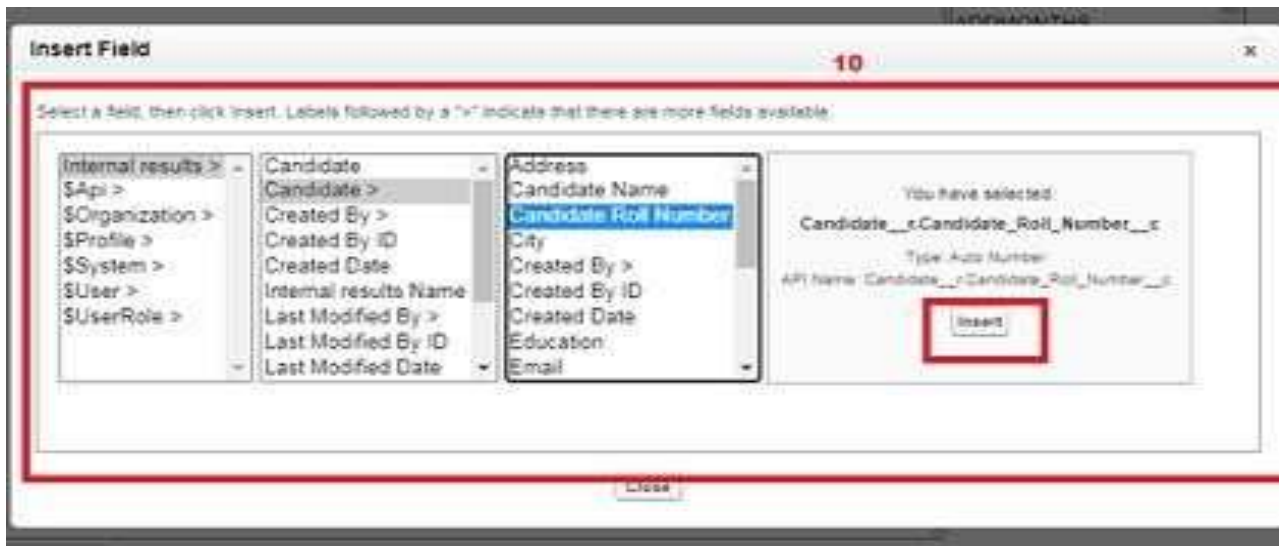 ADDMONTHS
Insert Field
×
10
Select a field, then click Insert. Labels followed by a ">" indicate that there are more fields available.
Internal results >
$Api >
$Organization >
$Profile >
$System >
$User >
$UserRole >
Candidate
Candidate >
Created By >
Created By ID
Created Date
Internal results Name
Last Modified By >
Last Modified By ID
Last Modified Date
Address
Candidate Name
Candidate Roll Number
City
Created By >
Created By ID
Created Date
Education
Email
You have selected:
Candidate__r.Candidate_Roll_Number__c
Type: Auto Number
API Name: Candidate__r.Candidate_Roll_Number__c
Insert
Close